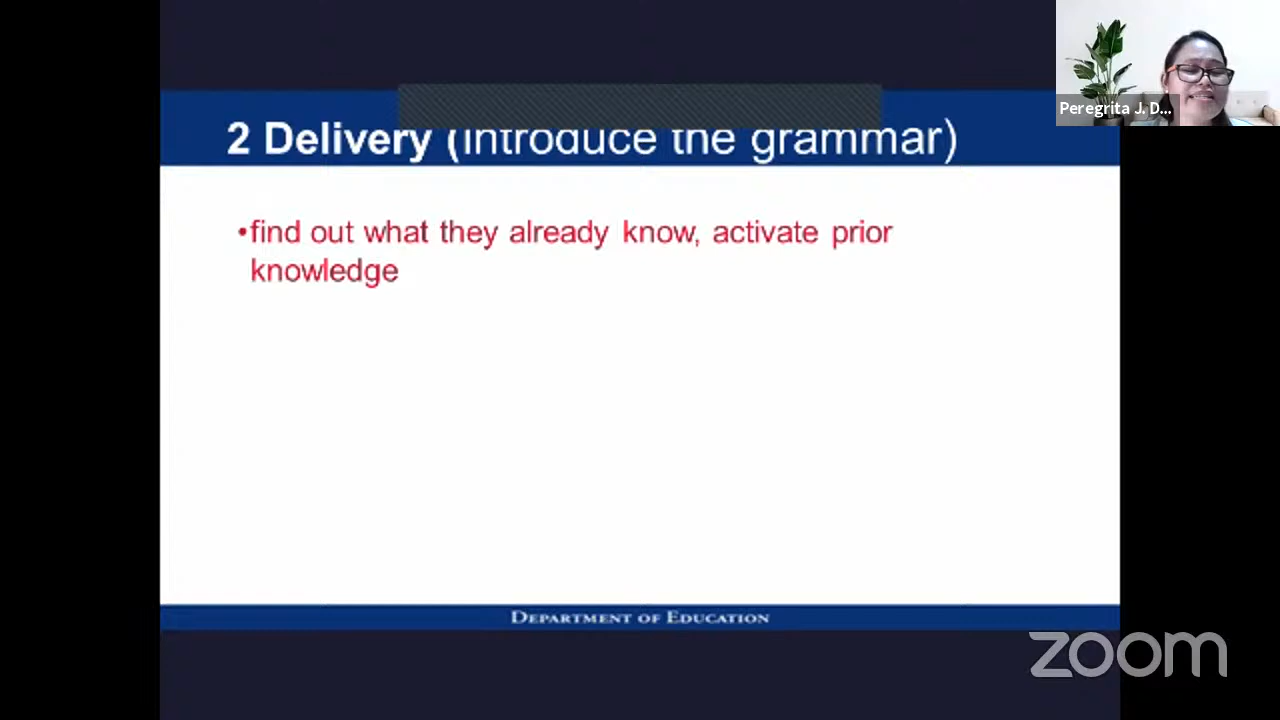 Peregrita J. D...
2 Delivery (introduce the grammar)
•find out what they already know, activate prior
knowledge
DEPARTMENT OF EDUCATION
zoom